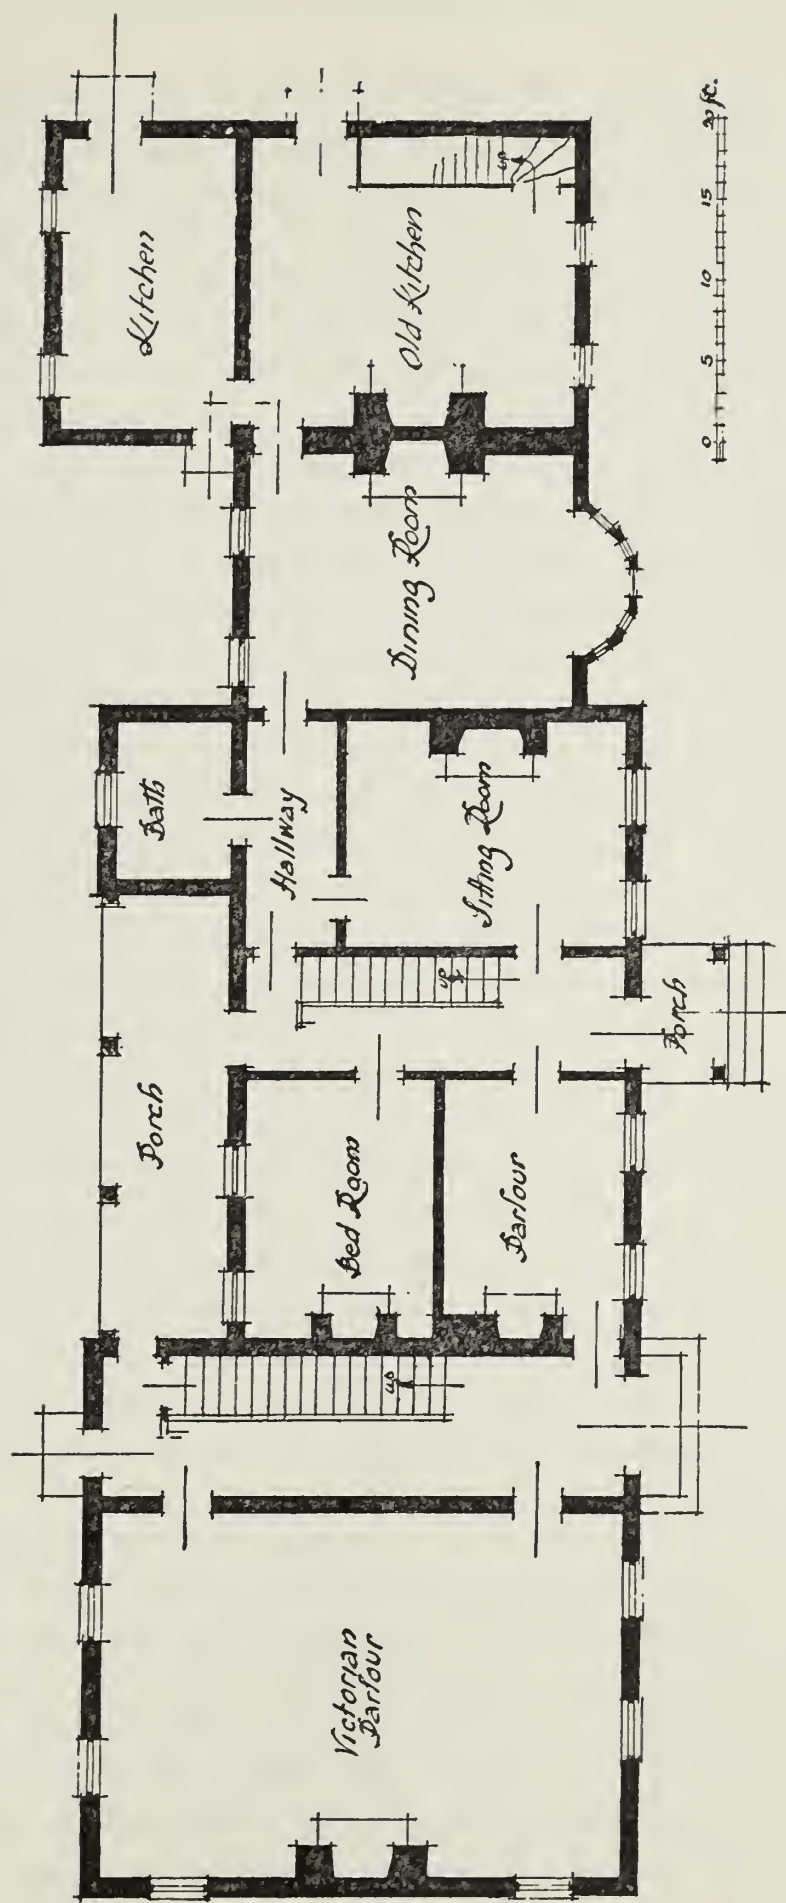 Kitchen
Old Kitchen
up
Dining Room
Bath
Hallway
Sitting Room
up
Porch
Porch
Bed Room
Parlour
up
Victorian
Parlour
0 5 10 15 20 ft.